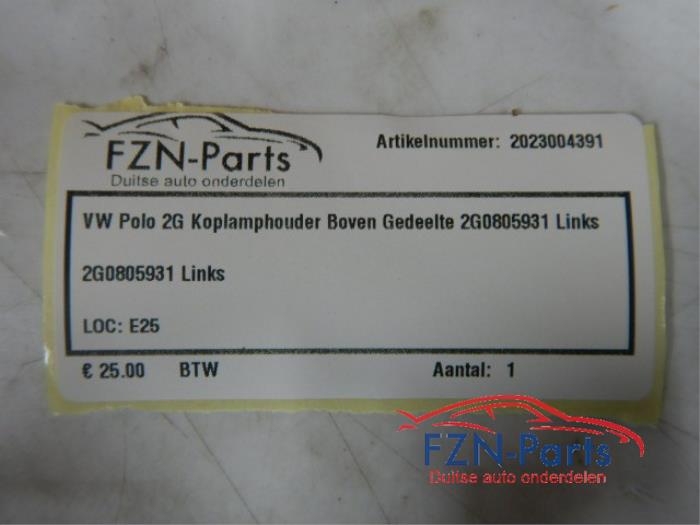 FZN-Parts
Duitse auto onderdelen
Artikelnummer: 2023004391
VW Polo 2G Koplamphouder Boven Gedeelte 2G0805931 Links
2G0805931 Links
LOC: E25
€ 25.00 BTW Aantal: 1
FZN-Parts
Duitse auto onderdelen